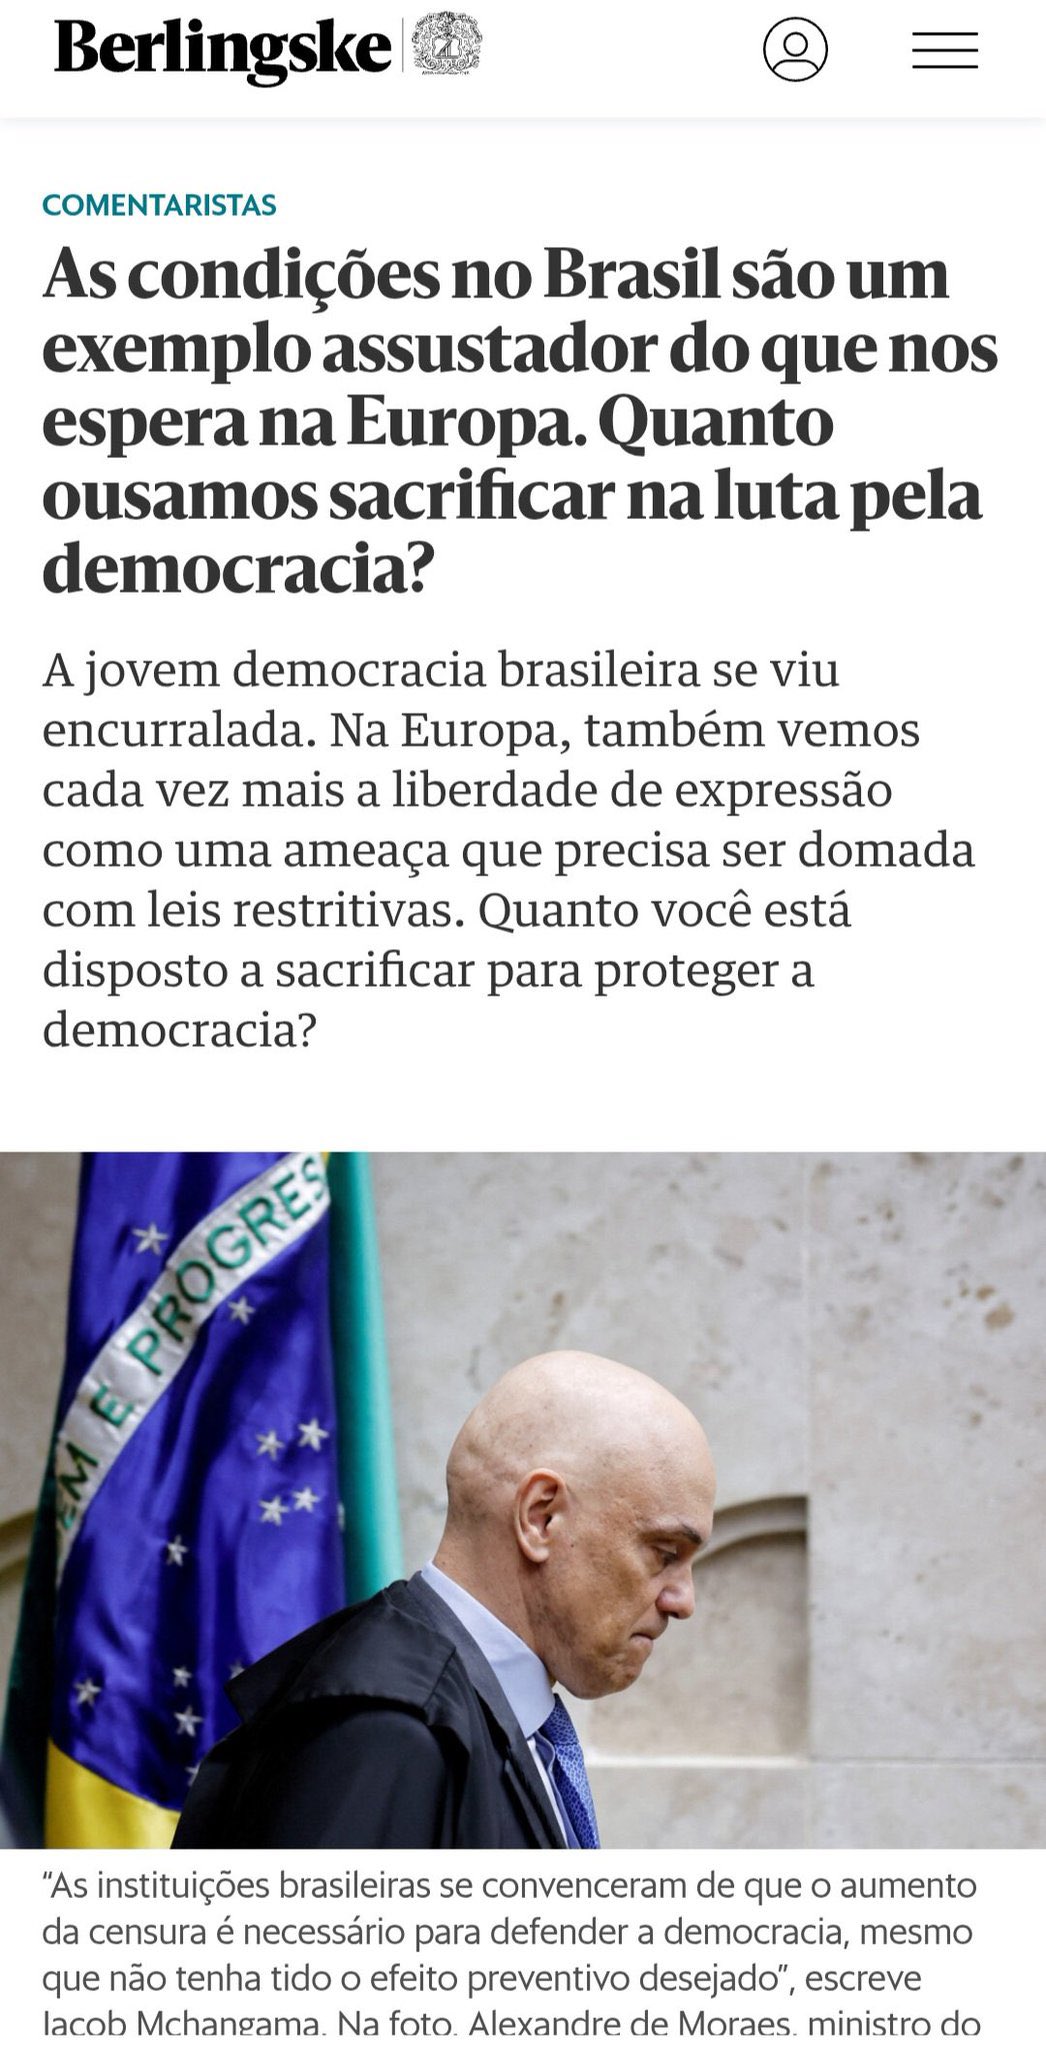 Berlingske
COMENTARISTAS
As condições no Brasil são um
exemplo assustador do que nos
espera na Europa. Quanto
ousamos sacrificar na luta pela
democracia?
A jovem democracia brasileira se viu
encurralada. Na Europa, também vemos
cada vez mais a liberdade de expressão
como uma ameaça que precisa ser domada
com leis restritivas. Quanto você está
disposto a sacrificar para proteger a
democracia?
EM E PROGRES
“As instituições brasileiras se convenceram de que o aumento
da censura é necessário para defender a democracia, mesmo
que não tenha tido o efeito preventivo desejado”, escreve
Jacob Mchangama. Na foto, Alexandre de Moraes, ministro do